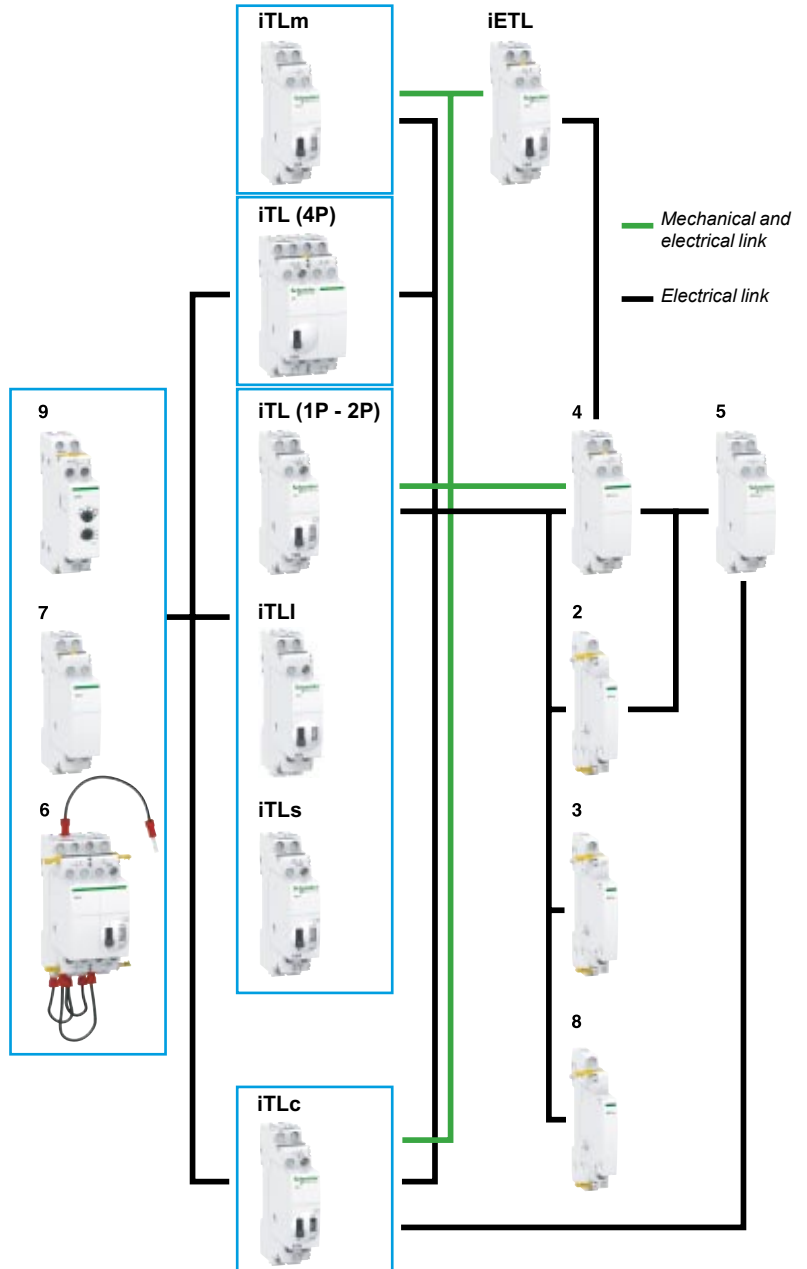 iTLm
iETL
Mechanical and
electrical link
Electrical link
iTL (4P)
9
iTL (1P - 2P)
4
5
7
iTLI
2
6
iTLs
3
8
iTLc